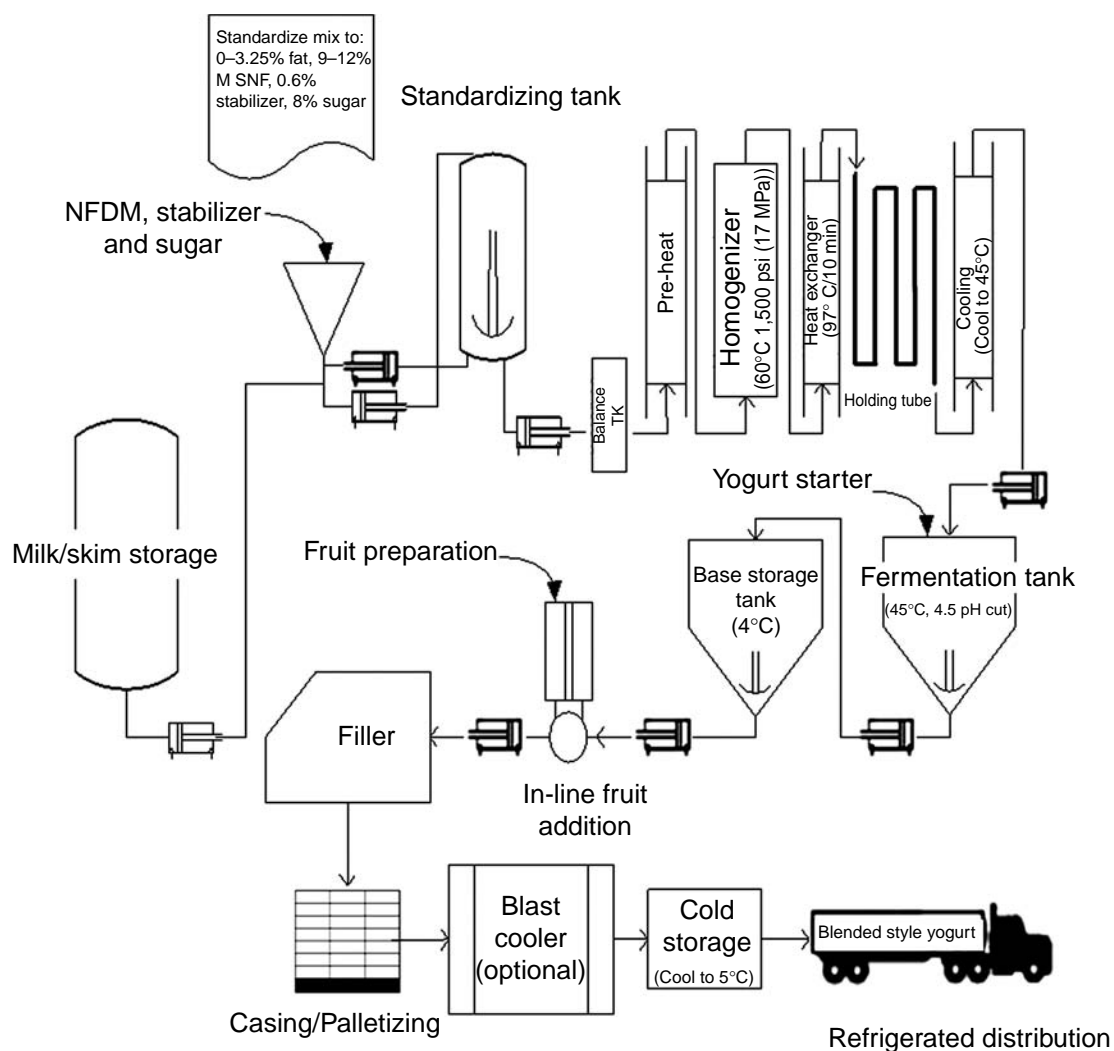 Standardize mix to:
0–3.25% fat, 9–12%
M SNF, 0.6%
stabilizer, 8% sugar
Standardizing tank
NFDM, stabilizer
and sugar
Pre-heat
Homogenizer
(60°C 1,500 psi (17 MPa))
Heat exchanger
(97° C/10 min)
Cooling
(Cool to 45°C)
Holding tube
Balance
TK
Yogurt starter
Milk/skim storage
Fruit preparation
Base storage
tank
(4°C)
Fermentation tank
(45°C, 4.5 pH cut)
Filler
In-line fruit
addition
Blast
cooler
(optional)
Cold
storage
(Cool to 5°C)
Blended style yogurt
Casing/Palletizing
Refrigerated distribution